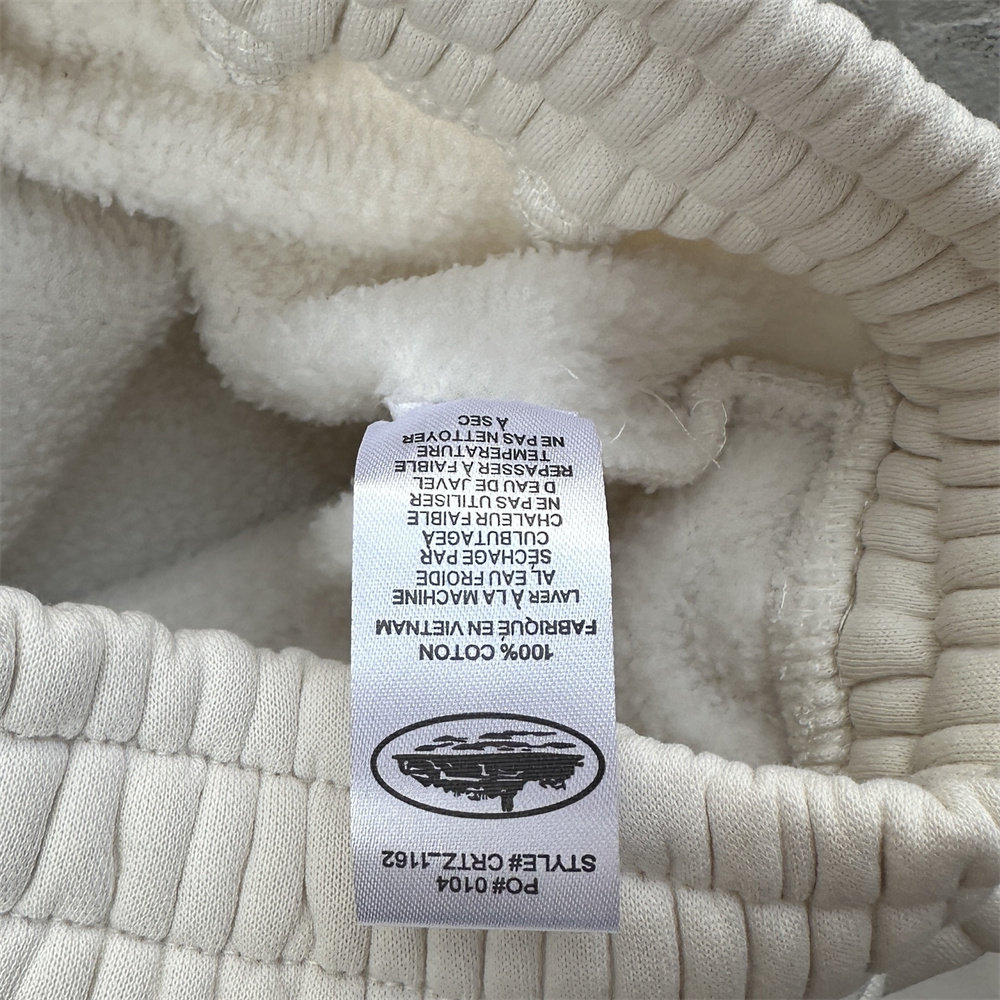 PO# 0104
STYLE# CRTZ_1162
100% COTON
FABRIQUÉ EN VIETNAM
LAVER À LA MACHINE
AL EAU FROIDE
SÉCHAGE PAR
CULBUTAGEÀ
CHALEUR FAIBLE
NE PAS UTILISER
D EAU DE JAVEL
REPASSER À FAIBLE
TEMPERATURE
NE PAS NETTOYER
À SEC